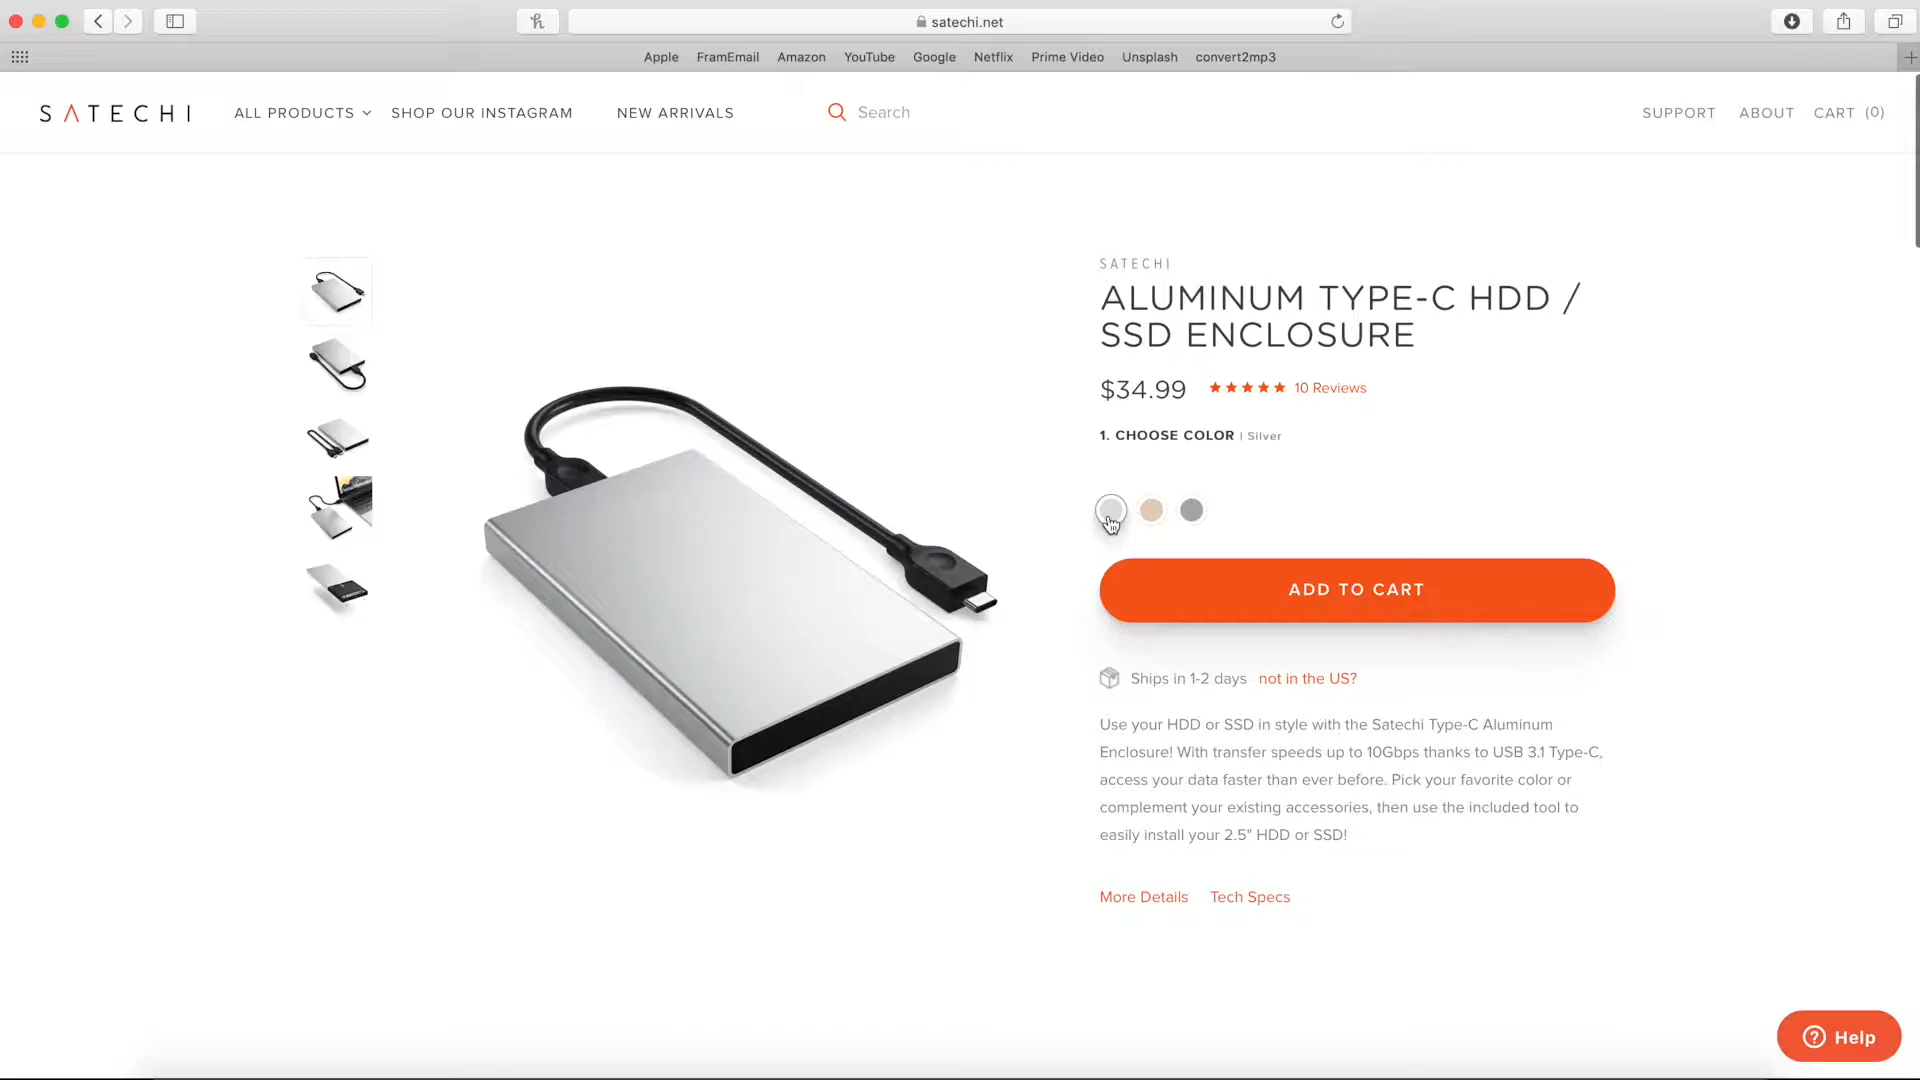 satechi.net
Apple FramEmail Amazon YouTube Google Netflix Prime Video Unsplash convert2mp3
SATECHI ALL PRODUCTS SHOP OUR INSTAGRAM NEW ARRIVALS Search SUPPORT ABOUT CART (0)
SATECHI
ALUMINUM TYPE-C HDD /
SSD ENCLOSURE
$34.99 10 Reviews
1. CHOOSE COLOR | Silver
ADD TO CART
Ships in 1-2 days not in the US?
Use your HDD or SSD in style with the Satechi Type-C Aluminum
Enclosure! With transfer speeds up to 10Gbps thanks to USB 3.1 Type-C,
access your data faster than ever before. Pick your favorite color or
complement your existing accessories, then use the included tool to
easily install your 2.5" HDD or SSD!
More Details Tech Specs
? Help